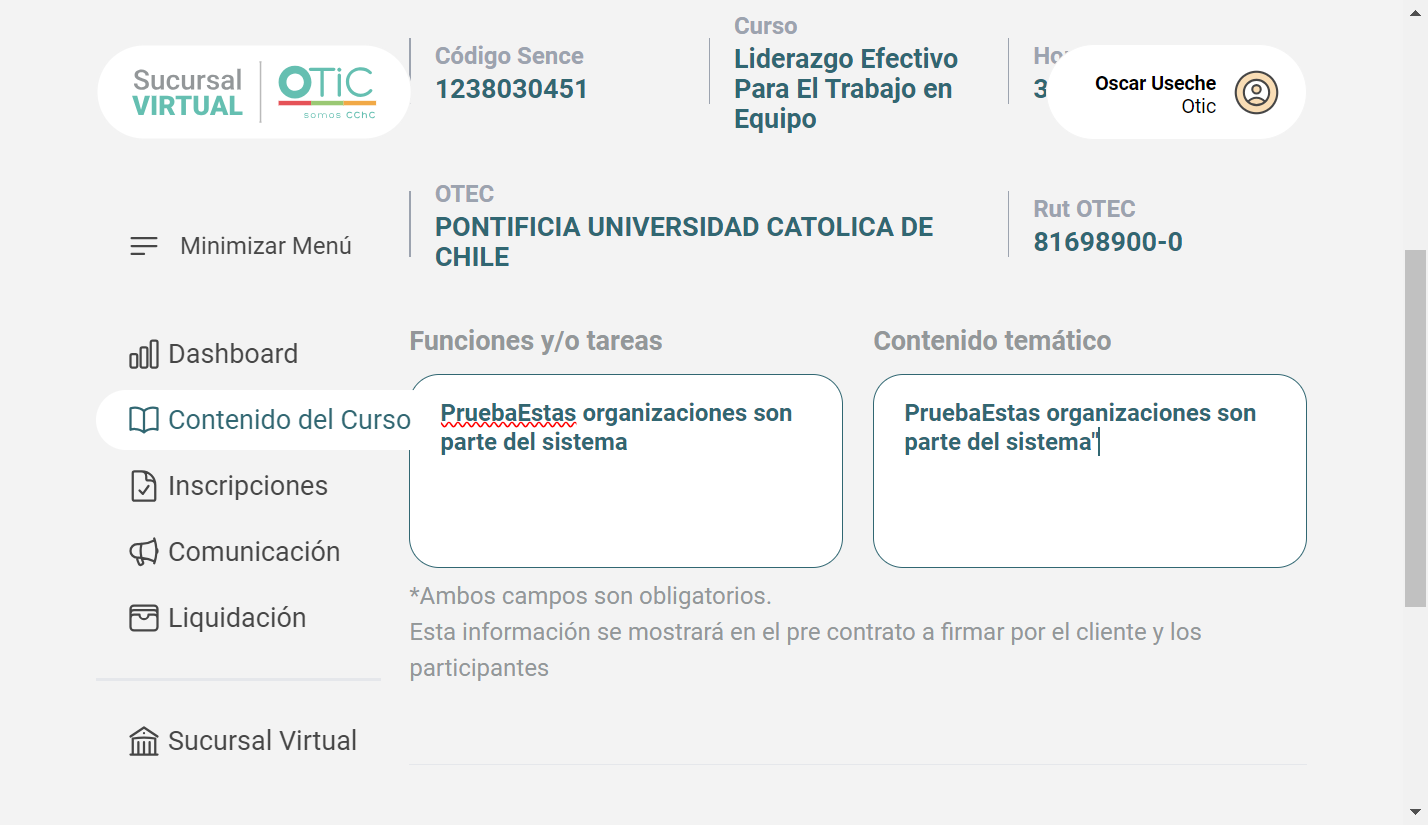 Sucursal
VIRTUAL
OTiC
somos CChC
Código Sence
1238030451
Curso
Liderazgo Efectivo
Para El Trabajo en
Equipo
Ho
3
Oscar Useche
Otic
OTEC
PONTIFICIA UNIVERSIDAD CATOLICA DE
CHILE
Rut OTEC
81698900-0
Minimizar Menú
Dashboard
Contenido del Curso
Inscripciones
Comunicación
Liquidación
Sucursal Virtual
Funciones y/o tareas
PruebaEstas organizaciones son
parte del sistema
Contenido temático
PruebaEstas organizaciones son
parte del sistema"
*Ambos campos son obligatorios.
Esta información se mostrará en el pre contrato a firmar por el cliente y los
participantes